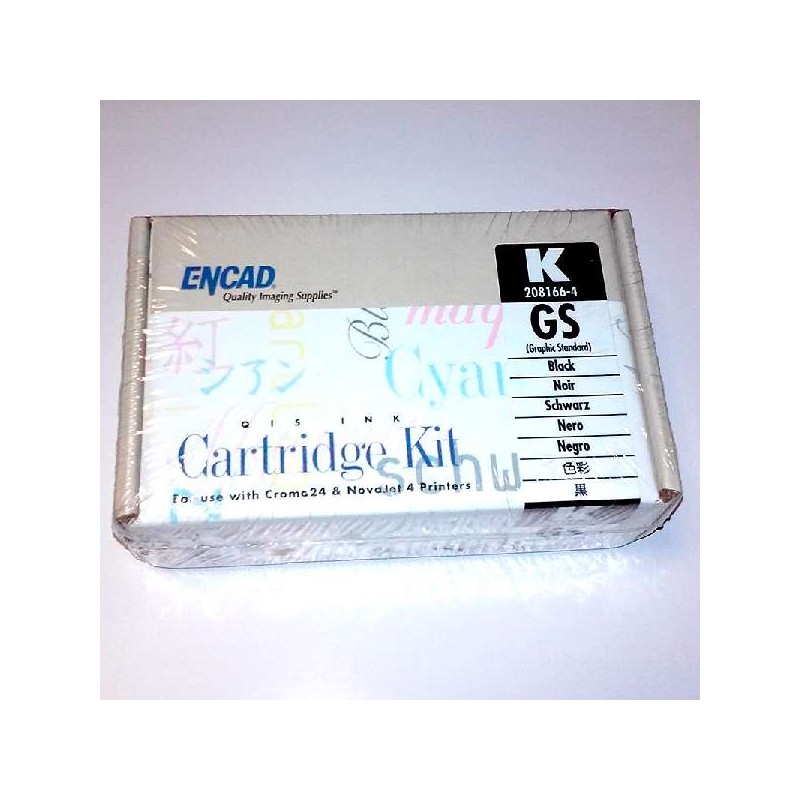 ENCAD®
Quality Imaging Supplies™
K
208166-4
GS
(Graphic Standard)
Black
Noir
Schwarz
Nero
Negro
色彩
黒
紅
シアン
Cyan
QIS INK
Cartridge Kit
schw
For use with Croma24 & NovaJet 4 Printers